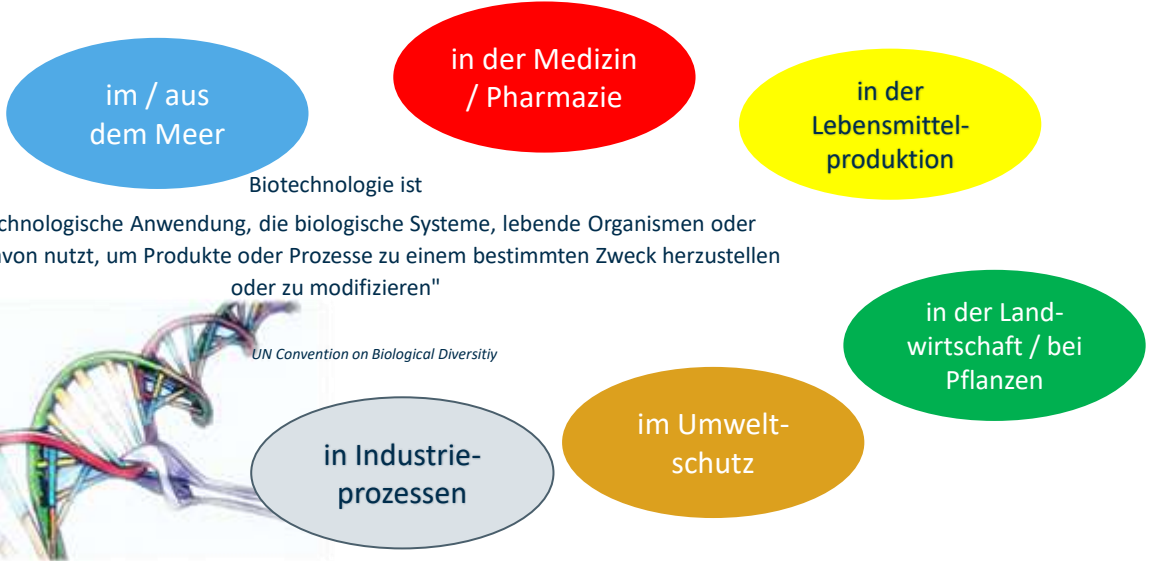 im / aus
dem Meer
in der Medizin
/ Pharmazie
in der
Lebensmittel-
produktion
Biotechnologie ist
chnologische Anwendung, die biologische Systeme, lebende Organismen oder
von nutzt, um Produkte oder Prozesse zu einem bestimmten Zweck herzustellen
oder zu modifizieren"
UN Convention on Biological Diversitiy
in der Land-
wirtschaft / bei
Pflanzen
in Industrie-
prozessen
im Umwelt-
schutz